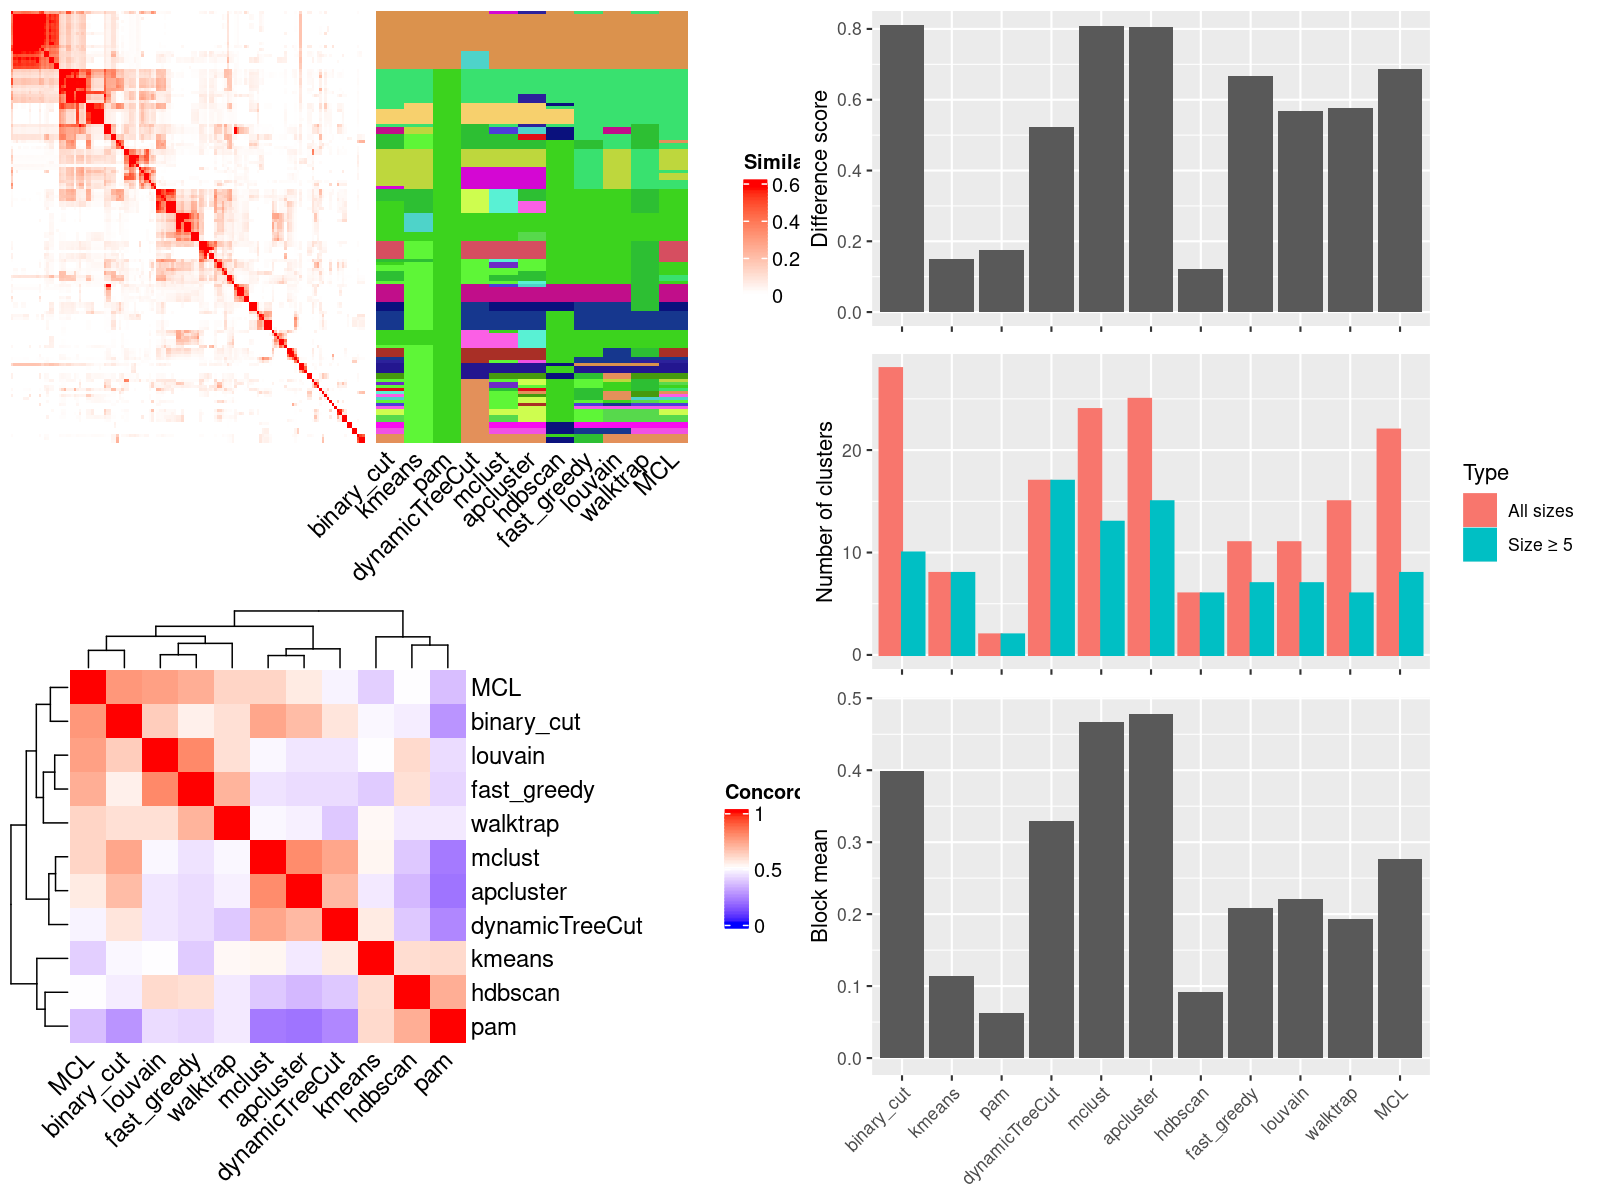 Simila
0.6
0.4
0.2
0
binary_cut
kmeans
pam
dynamicTreeCut
mclust
apcluster
hdbscan
fast_greedy
louvain
walktrap
MCL
Difference score
0.8
0.6
0.4
0.2
0.0
Number of clusters
20
10
0
Type
All sizes
Size ≥ 5
MCL
binary_cut
louvain
fast_greedy
walktrap
mclust
apcluster
dynamicTreeCut
kmeans
hdbscan
pam
MCL
binary_cut
louvain
fast_greedy
walktrap
mclust
apcluster
dynamicTreeCut
kmeans
hdbscan
pam
Concord
1
0.5
0
Block mean
0.5
0.4
0.3
0.2
0.1
0.0
binary_cut
kmeans
pam
dynamicTreeCut
mclust
apcluster
hdbscan
fast_greedy
louvain
walktrap
MCL